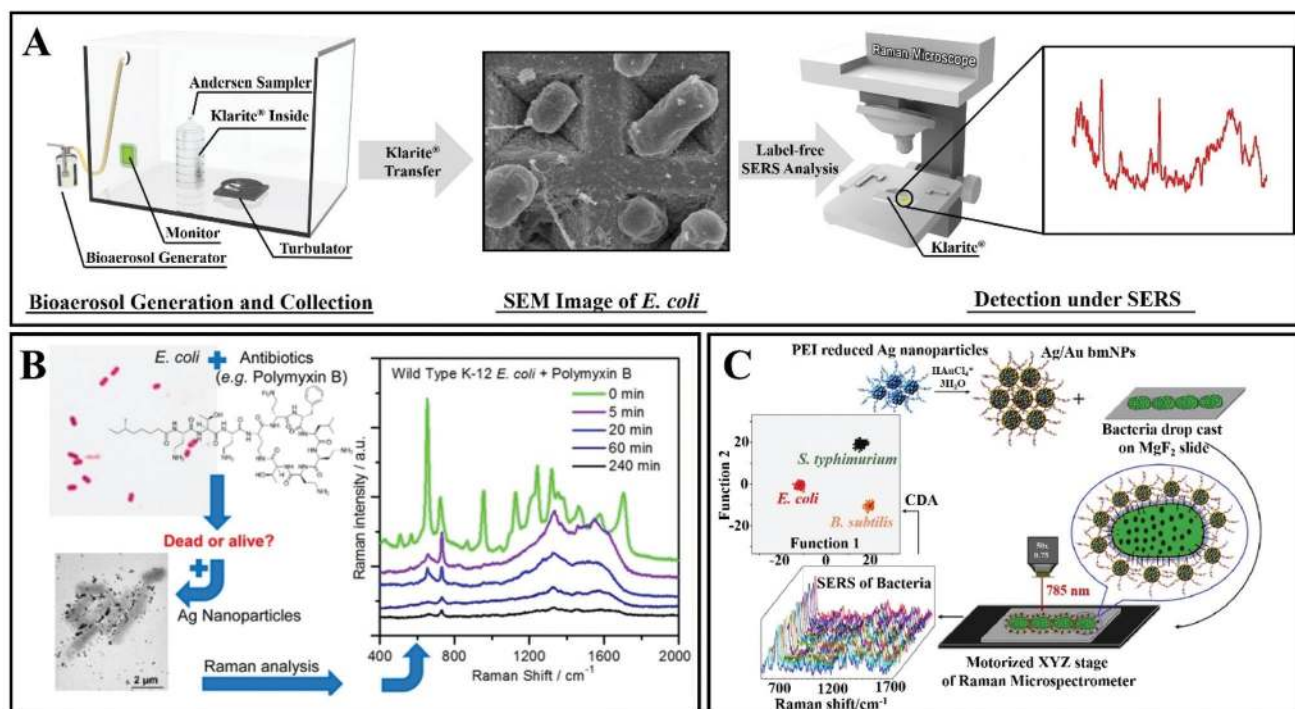 A
Andersen Sampler
Klarite® Inside
Monitor
Bioaerosol Generator
Turbulator
Bioaerosol Generation and Collection
Klarite®
Transfer
SEM Image of E. coli
Label-free
SERS Analysis
Raman Microscope
Klarite®
Detection under SERS
B
E. coli
Antibiotics
(e.g. Polymyxin B)
Dead or alive?
Ag Nanoparticles
2 μm
Raman analysis
Wild Type K-12 E. coli + Polymyxin B
0 min
5 min
20 min
60 min
240 min
Raman intensity / a.u.
400 800 1200 1600 2000
Raman Shift / cm⁻¹
C
PEI reduced Ag nanoparticles
HAuCl₄*
3H₂O
Ag/Au bmNPs
+
Bacteria drop cast
on MgF₂ slide
Function 2
20
0
-20
S. typhimurium
E. coli
B. subtilis
Function 1
-20 0 20
CDA
SERS of Bacteria
700 1200 1700
Raman shift/cm⁻¹
50x
0.75
785 nm
Motorized XYZ stage
of Raman Microspectrometer